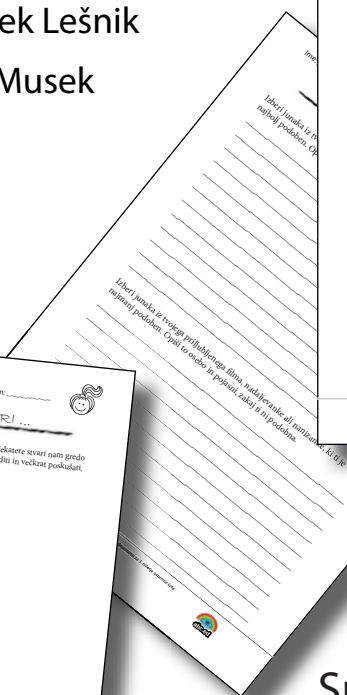 ek Lešnik
Musek
ime:
Izberi junaka iz
najbolj podoben.
Izberi junaka iz tvojega priljubljenega filma, nadaljevanke ali nanizanke, ki ti je
najmanj podoben. Opiši to osebo in pojasni, zakaj ti ni podobna.
RI ...
ekatere stvari nam gredo
diti in večkrat poskušati.